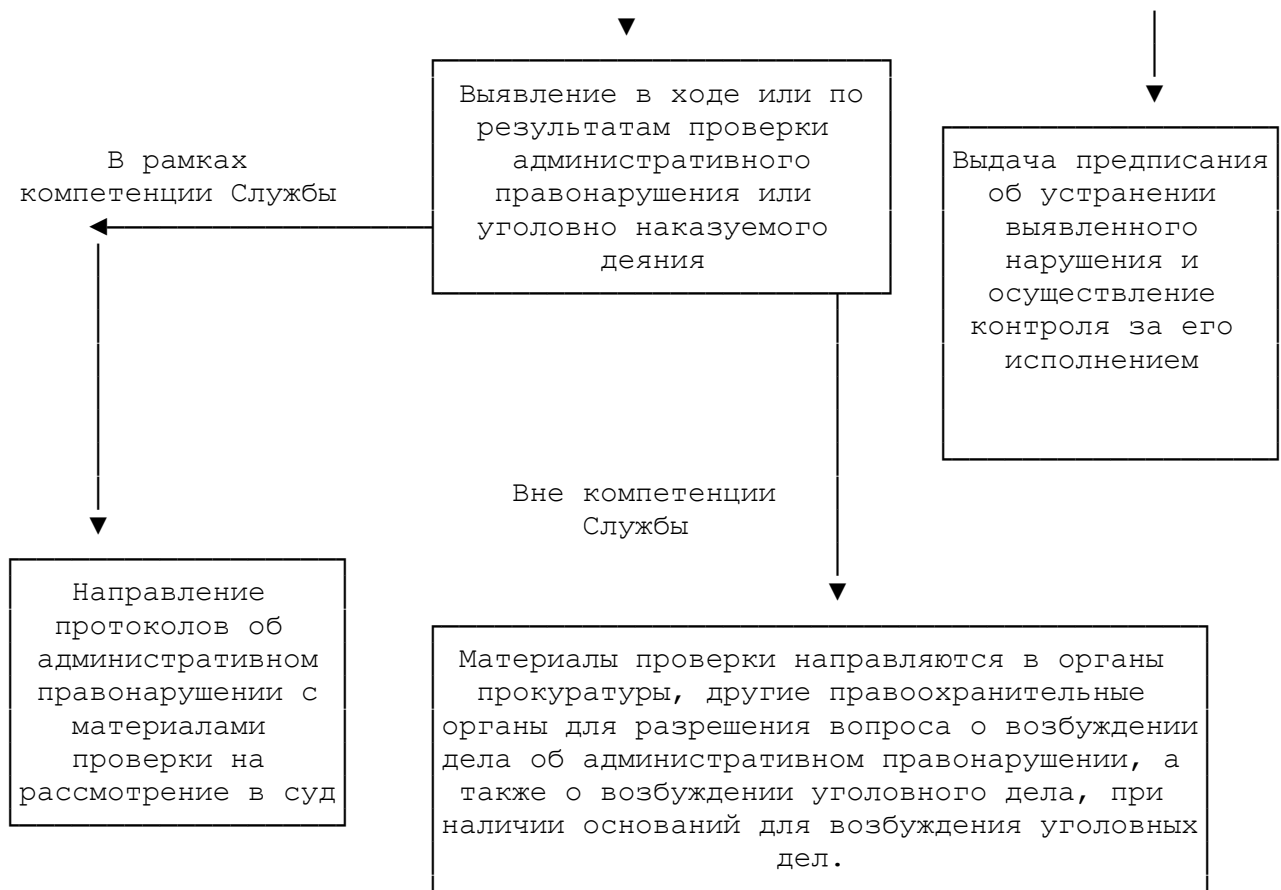 Выявление в ходе или по
результатам проверки
административного
правонарушения или
уголовно наказуемого
деяния
В рамках
компетенции Службы
Выдача предписания
об устранении
выявленного
нарушения и
осуществление
контроля за его
исполнением
Вне компетенции
Службы
Направление
протоколов об
административном
правонарушении с
материалами
проверки на
рассмотрение в суд
Материалы проверки направляются в органы
прокуратуры, другие правоохранительные
органы для разрешения вопроса о возбуждении
дела об административном правонарушении, а
также о возбуждении уголовного дела, при
наличии оснований для возбуждения уголовных
дел.